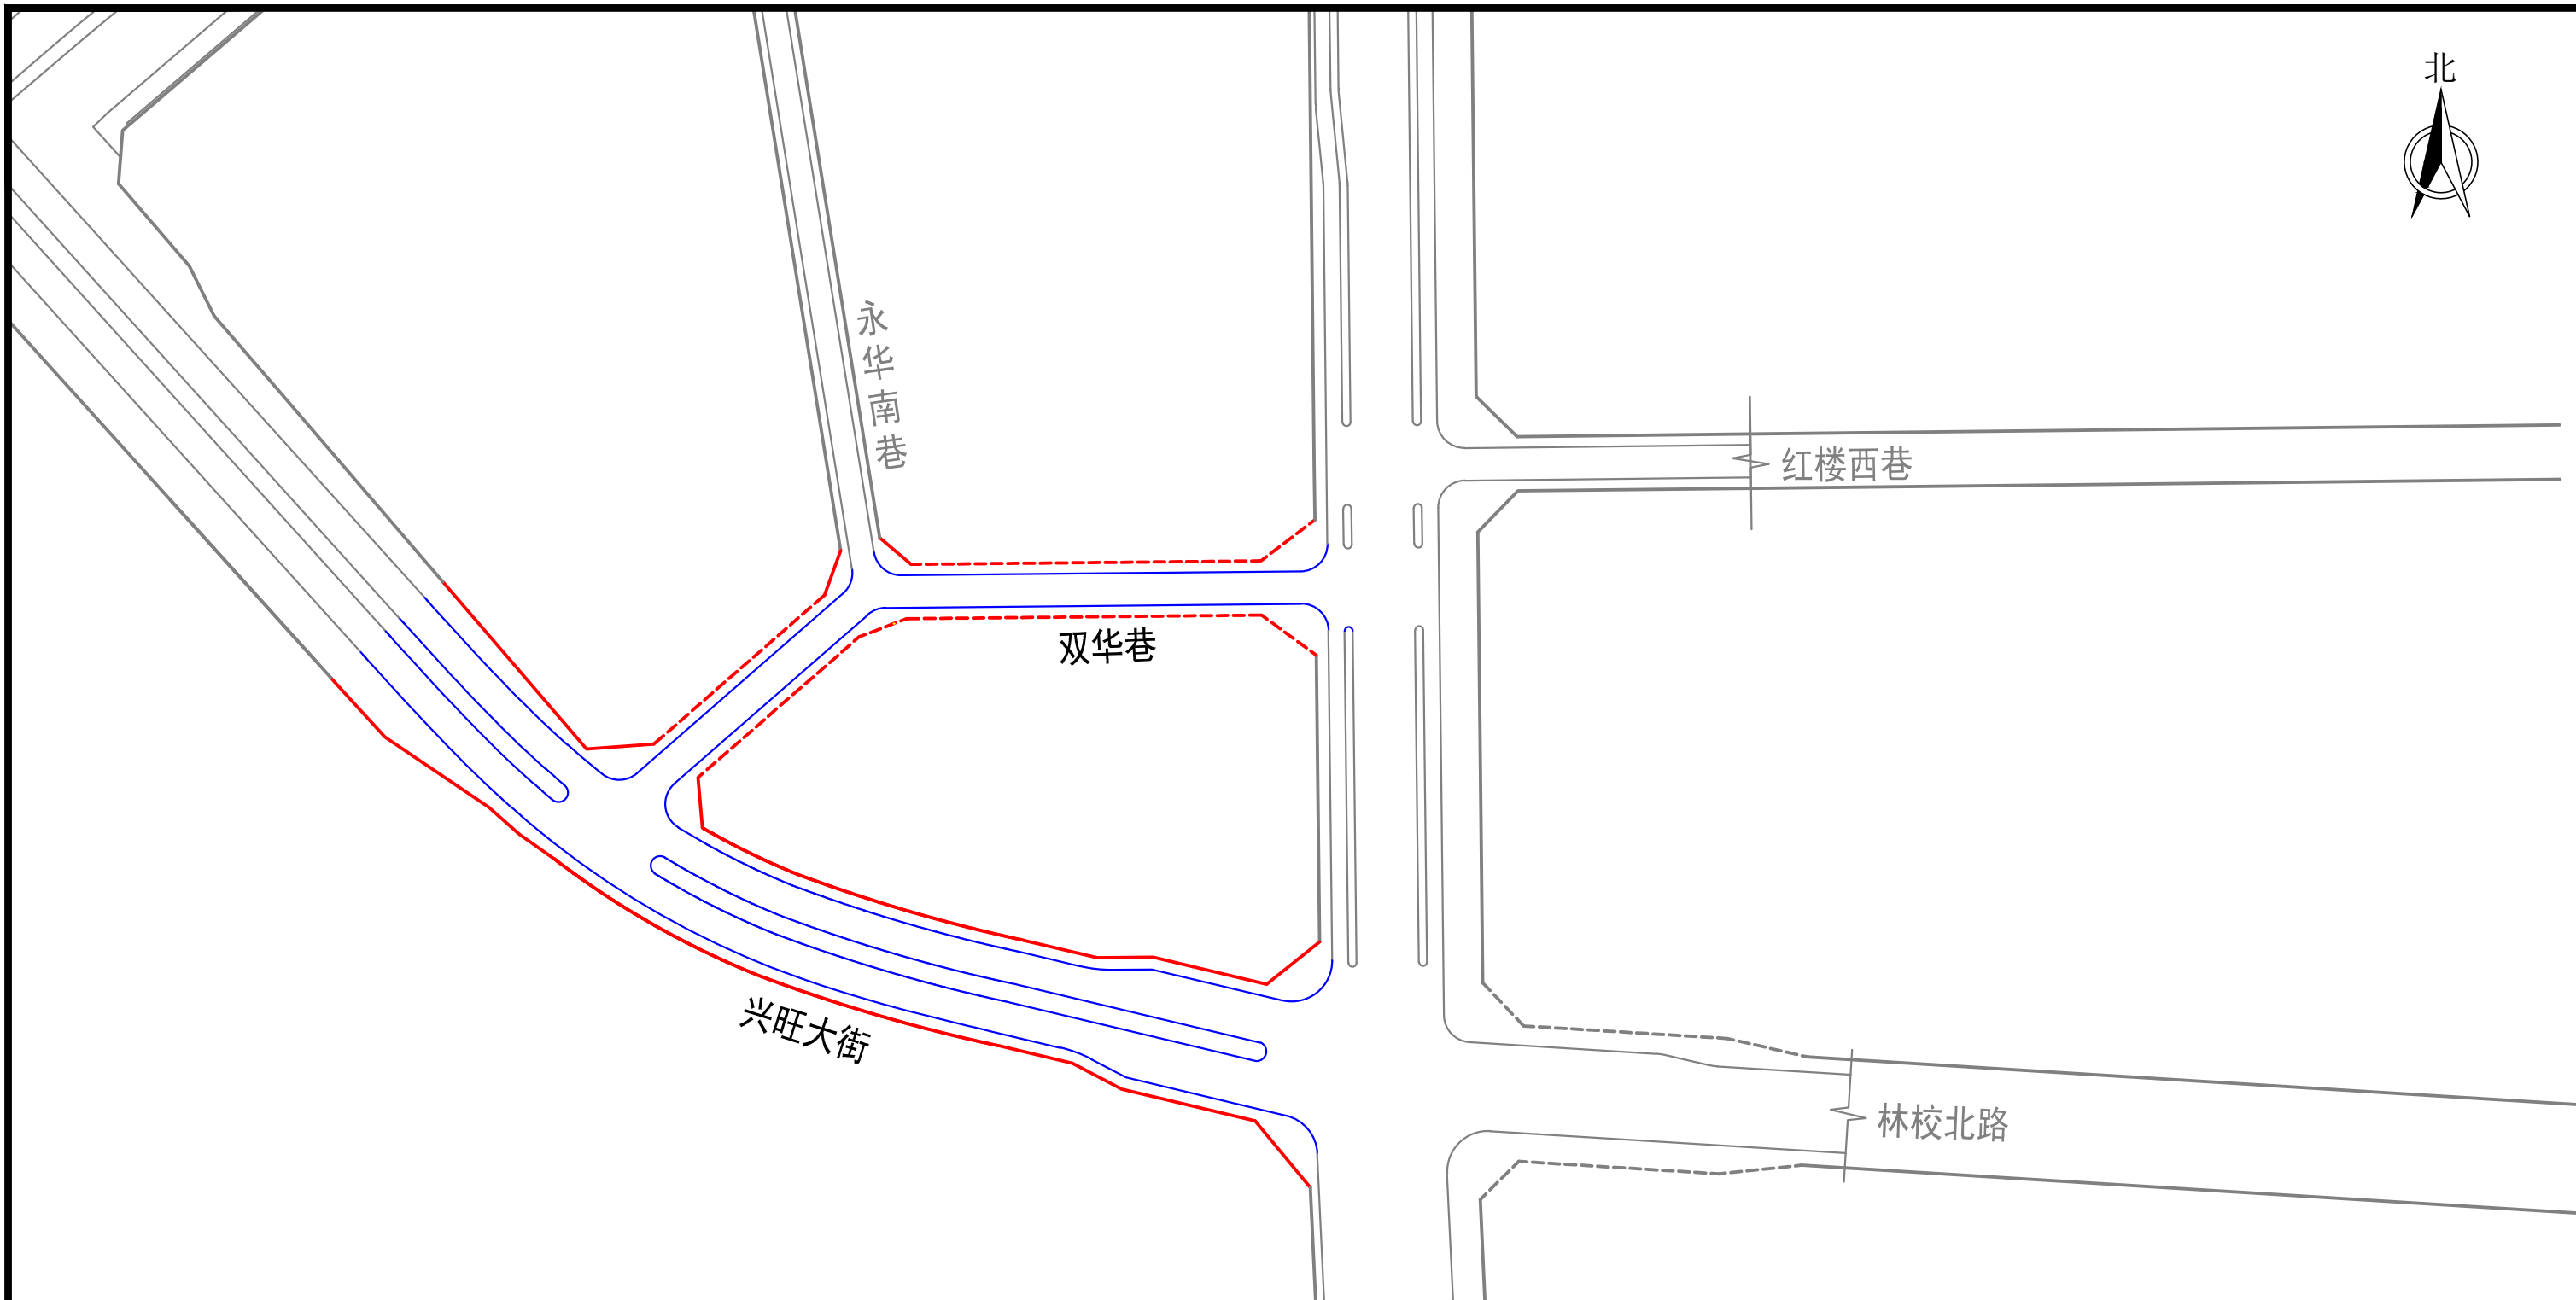 北
永华南巷
红楼西巷
双华巷
兴旺大街
林校北路